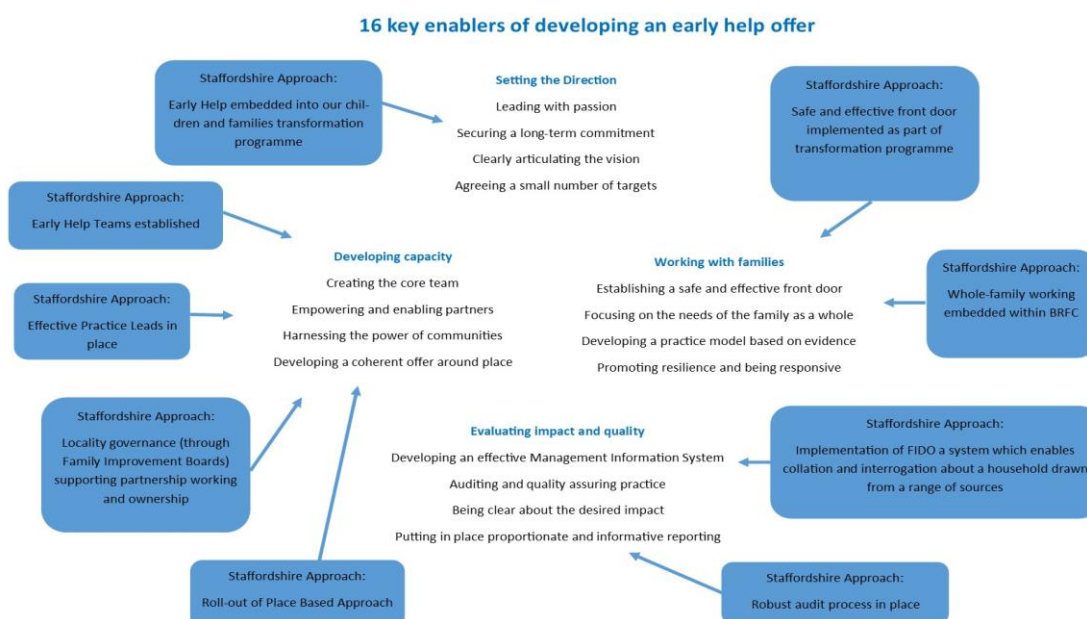 16 key enablers of developing an early help offer
Staffordshire Approach:
Early Help embedded into our chil-
dren and families transformation
programme
Setting the Direction
Leading with passion
Securing a long-term commitment
Clearly articulating the vision
Agreeing a small number of targets
Staffordshire Approach:
Safe and effective front door
implemented as part of
transformation programme
Staffordshire Approach:
Early Help Teams established
Developing capacity
Creating the core team
Empowering and enabling partners
Harnessing the power of communities
Developing a coherent offer around place
Working with families
Establishing a safe and effective front door
Focusing on the needs of the family as a whole
Developing a practice model based on evidence
Promoting resilience and being responsive
Staffordshire Approach:
Whole-family working
embedded within BRFC
Staffordshire Approach:
Effective Practice Leads in
place
Staffordshire Approach:
Locality governance (through
Family Improvement Boards)
supporting partnership working
and ownership
Evaluating impact and quality
Developing an effective Management Information System
Auditing and quality assuring practice
Being clear about the desired impact
Putting in place proportionate and informative reporting
Staffordshire Approach:
Implementation of FIDO a system which enables
collation and interrogation about a household drawn
from a range of sources
Staffordshire Approach:
Roll-out of Place Based Approach
Staffordshire Approach:
Robust audit process in place